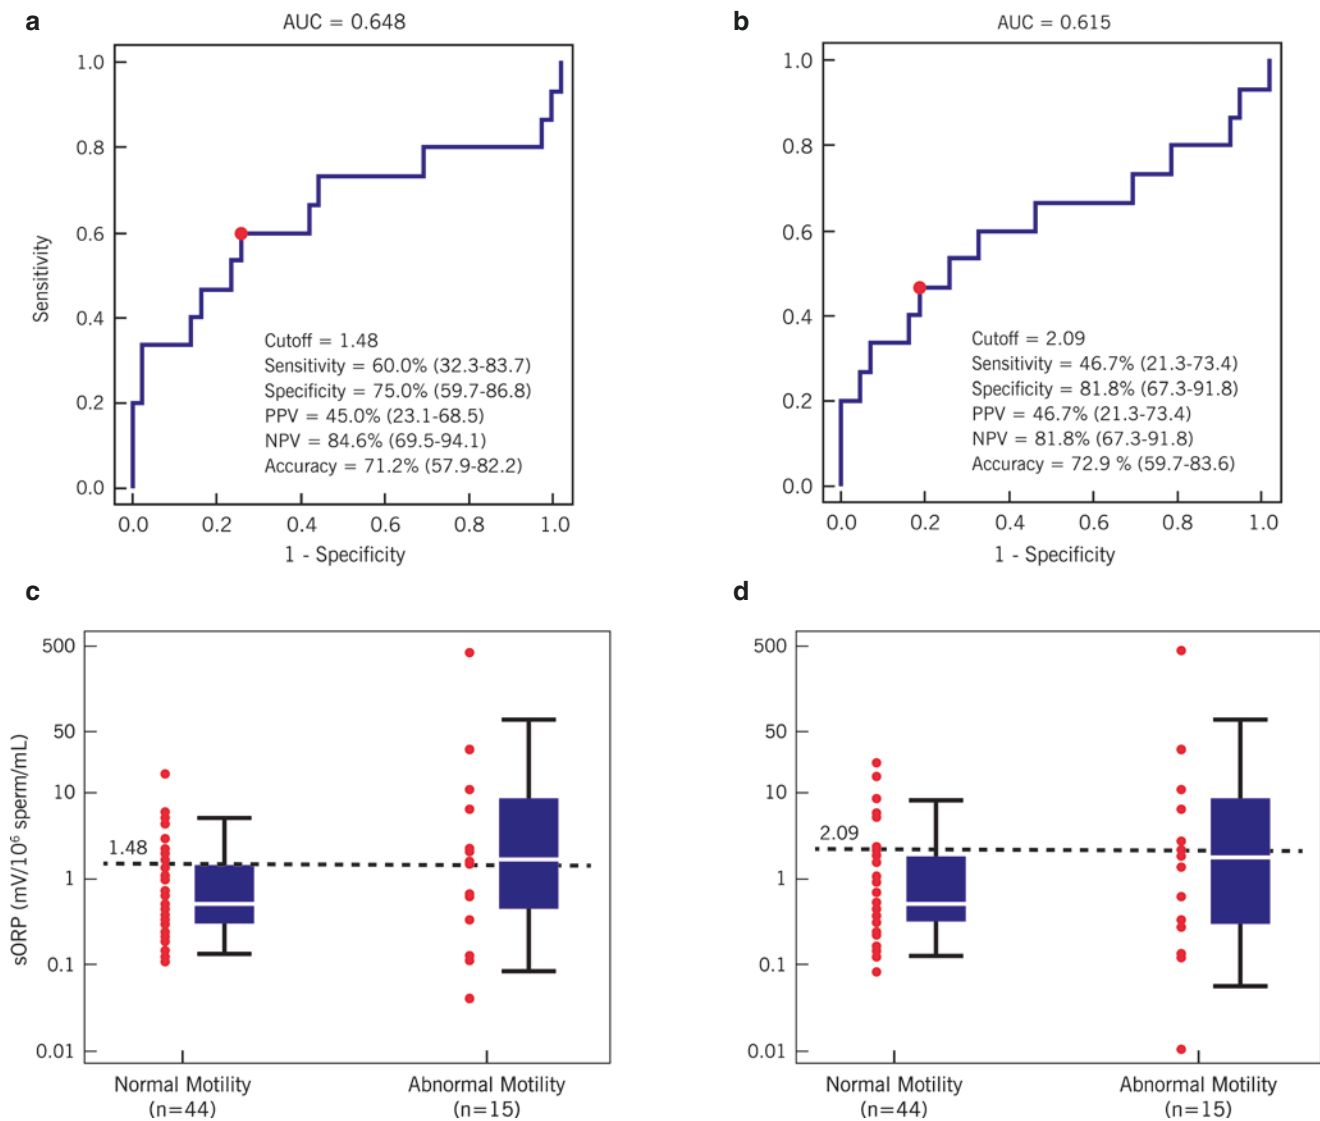 a
AUC = 0.648
1.0
0.8
0.6
0.4
0.2
0.0
Sensitivity
Cutoff = 1.48
Sensitivity = 60.0% (32.3-83.7)
Specificity = 75.0% (59.7-86.8)
PPV = 45.0% (23.1-68.5)
NPV = 84.6% (69.5-94.1)
Accuracy = 71.2% (57.9-82.2)
0.0 0.2 0.4 0.6 0.8 1.0
1 - Specificity
b
AUC = 0.615
1.0
0.8
0.6
0.4
0.2
0.0
Cutoff = 2.09
Sensitivity = 46.7% (21.3-73.4)
Specificity = 81.8% (67.3-91.8)
PPV = 46.7% (21.3-73.4)
NPV = 81.8% (67.3-91.8)
Accuracy = 72.9 % (59.7-83.6)
0.0 0.2 0.4 0.6 0.8 1.0
1 - Specificity
c
500
50
10
1
0.1
0.01
sORP (mV/10⁶ sperm/mL)
1.48
Normal Motility
(n=44)
Abnormal Motility
(n=15)
d
500
50
10
1
0.1
0.01
2.09
Normal Motility
(n=44)
Abnormal Motility
(n=15)